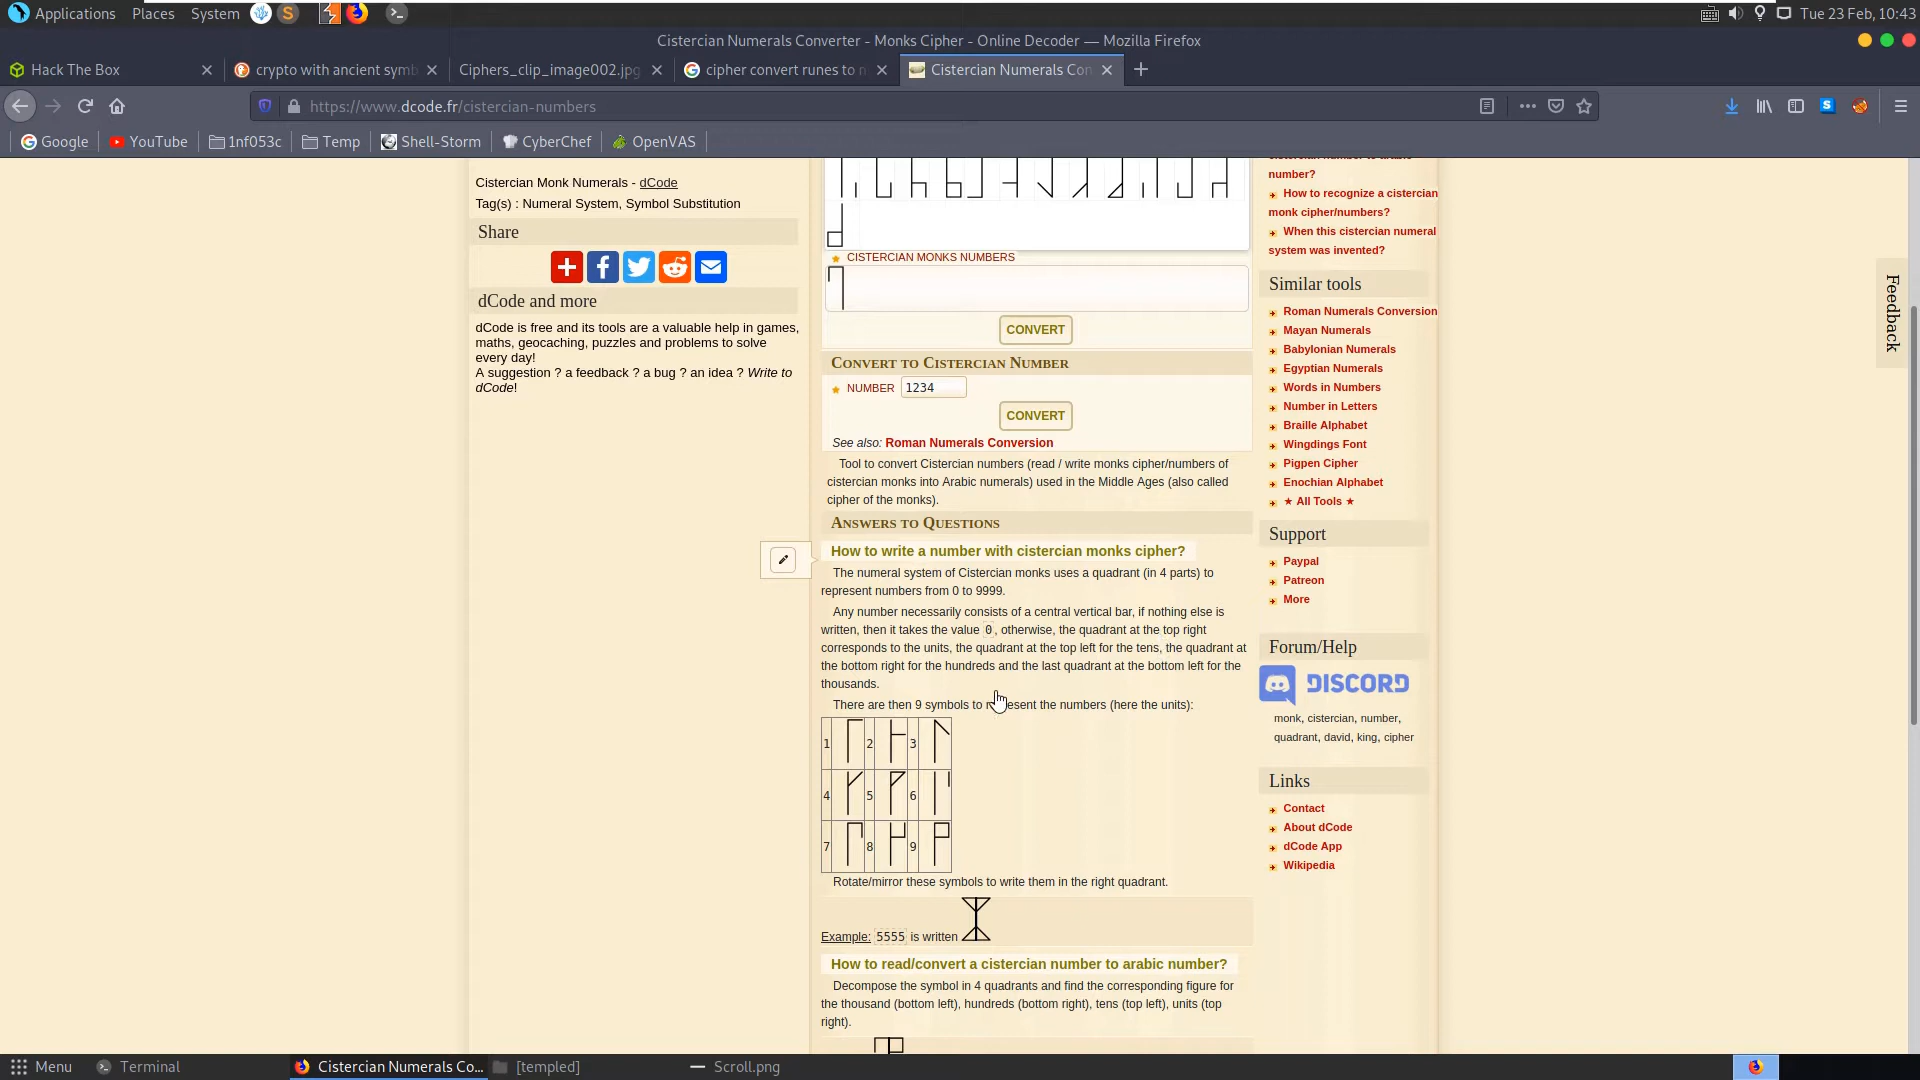 Applications Places System
Tue 23 Feb, 10:43
Cistercian Numerals Converter - Monks Cipher - Online Decoder — Mozilla Firefox
Hack The Box
crypto with ancient symb
Ciphers_clip_image002.jpg
cipher convert runes to n
Cistercian Numerals Con
https://www.dcode.fr/cistercian-numbers
Google YouTube 1nf053c Temp Shell-Storm CyberChef OpenVAS
Cistercian Monk Numerals - dCode
Tag(s) : Numeral System, Symbol Substitution
Share
dCode and more
dCode is free and its tools are a valuable help in games,
maths, geocaching, puzzles and problems to solve
every day!
A suggestion ? a feedback ? a bug ? an idea ? Write to
dCode!
CISTERCIAN MONKS NUMBERS
CONVERT
Convert to Cistercian Number
NUMBER 1234
CONVERT
See also: Roman Numerals Conversion
Tool to convert Cistercian numbers (read / write monks cipher/numbers of
cistercian monks into Arabic numerals) used in the Middle Ages (also called
cipher of the monks).
Answers to Questions
How to write a number with cistercian monks cipher?
The numeral system of Cistercian monks uses a quadrant (in 4 parts) to
represent numbers from 0 to 9999.
Any number necessarily consists of a central vertical bar, if nothing else is
written, then it takes the value 0, otherwise, the quadrant at the top right
corresponds to the units, the quadrant at the top left for the tens, the quadrant at
the bottom right for the hundreds and the last quadrant at the bottom left for the
thousands.
There are then 9 symbols to represent the numbers (here the units):
1 2 3
4 5 6
7 8 9
Rotate/mirror these symbols to write them in the right quadrant.
Example: 5555 is written
How to read/convert a cistercian number to arabic number?
Decompose the symbol in 4 quadrants and find the corresponding figure for
the thousand (bottom left), hundreds (bottom right), tens (top left), units (top
right).
cistercian number to arabic
number?
How to recognize a cistercian
monk cipher/numbers?
When this cistercian numeral
system was invented?
Similar tools
Roman Numerals Conversion
Mayan Numerals
Babylonian Numerals
Egyptian Numerals
Words in Numbers
Number in Letters
Braille Alphabet
Wingdings Font
Pigpen Cipher
Enochian Alphabet
★ All Tools ★
Support
Paypal
Patreon
More
Forum/Help
DISCORD
monk, cistercian, number,
quadrant, david, king, cipher
Links
Contact
About dCode
dCode App
Wikipedia
Feedback
Menu Terminal Cistercian Numerals Co... [templed] Scroll.png